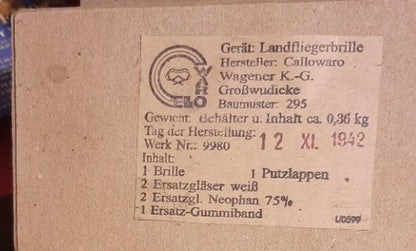 Gerät: Landfliegerbrille
Hersteller: Callowaro
Wagener K.-G.
Großwudicke
Baumuster: 295
Gewicht: Behälter u. Inhalt ca. 0,36 kg
Tag der Herstellung:
Werk Nr.: 9980 12 XI. 1942
Inhalt:
1 Brille 1 Putzlappen
2 Ersatzgläser weiß
2 Ersatzgl. Neophan 75%
1 Ersatz-Gummiband